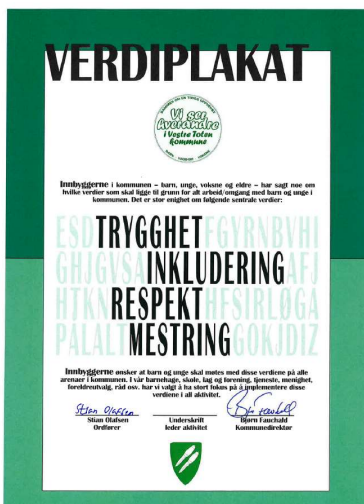 VERDIPLAKAT
Vi ser
hverandre
i Vestre Toten
kommune
Innbyggerne i kommunen – barn, unge, voksne og eldre – har sagt noe om
hvilke verdier som skal ligge til grunn for alt arbeid/omgang med barn og unge i
kommunen. Det er stor enighet om følgende sentrale verdier:
ESDTRYGGHETFGYRNBVHI
GHJGVSAINKLUDERINGAFJ
HTKNRESPEKTHFSIRLØGA
PALALTMESTRINGGOKJDIZ
Innbyggerne ønsker at barn og unge skal møtes med disse verdiene på alle
arenaer i kommunen. I vår barnehage, skole, lag og forening, tjeneste, menighet,
foreldreutvalg, råd osv. har vi valgt å ha stort fokus på å implementere disse
verdiene i all aktivitet.
Stian Olafsen
Ordfører
Underskrift
leder aktivitet
Bjørn Fauchald
Kommunedirektør